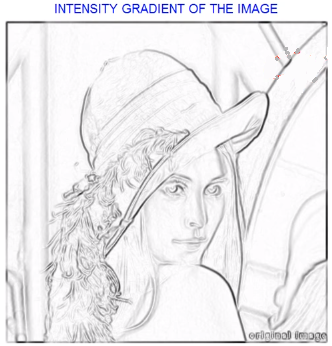 INTENSITY GRADIENT OF THE IMAGE
original image